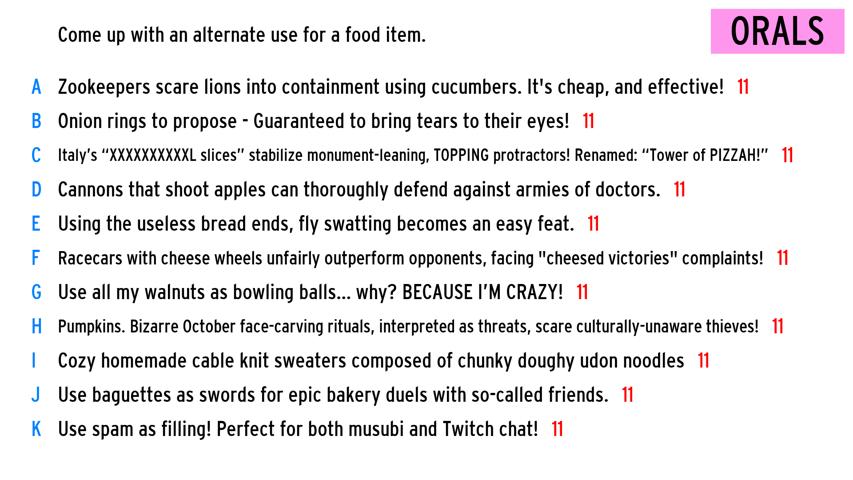 Come up with an alternate use for a food item.
ORALS
A Zookeepers scare lions into containment using cucumbers. It's cheap, and effective! 11
B Onion rings to propose - Guaranteed to bring tears to their eyes! 11
C Italy's “XXXXXXXXXXL slices” stabilize monument-leaning, TOPPING protractors! Renamed: “Tower of PIZZAH!” 11
D Cannons that shoot apples can thoroughly defend against armies of doctors. 11
E Using the useless bread ends, fly swatting becomes an easy feat. 11
F Racecars with cheese wheels unfairly outperform opponents, facing "cheesed victories" complaints! 11
G Use all my walnuts as bowling balls... why? BECAUSE I'M CRAZY! 11
H Pumpkins. Bizarre October face-carving rituals, interpreted as threats, scare culturally-unaware thieves! 11
I Cozy homemade cable knit sweaters composed of chunky doughy udon noodles 11
J Use baguettes as swords for epic bakery duels with so-called friends. 11
K Use spam as filling! Perfect for both musubi and Twitch chat! 11